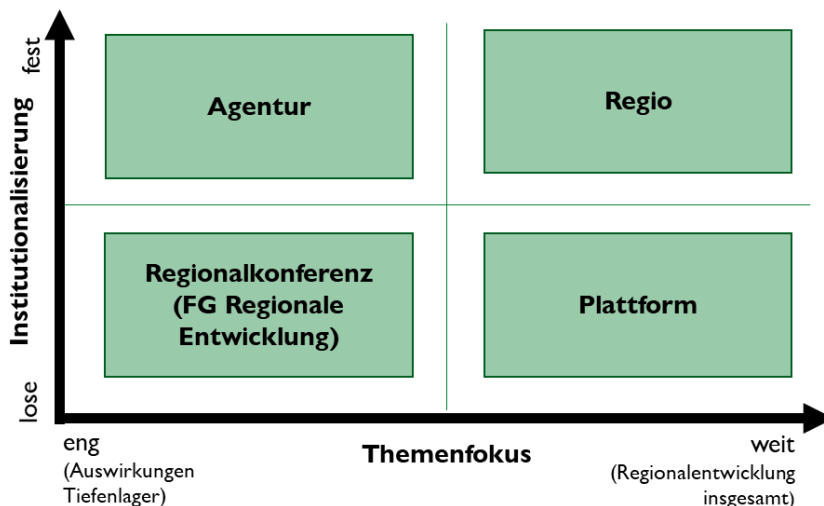 Institutionalisierung
fest
lose
Agentur
Regio
Regionalkonferenz
(FG Regionale
Entwicklung)
Plattform
eng
(Auswirkungen
Tiefenlager)
Themenfokus
weit
(Regionalentwicklung
insgesamt)